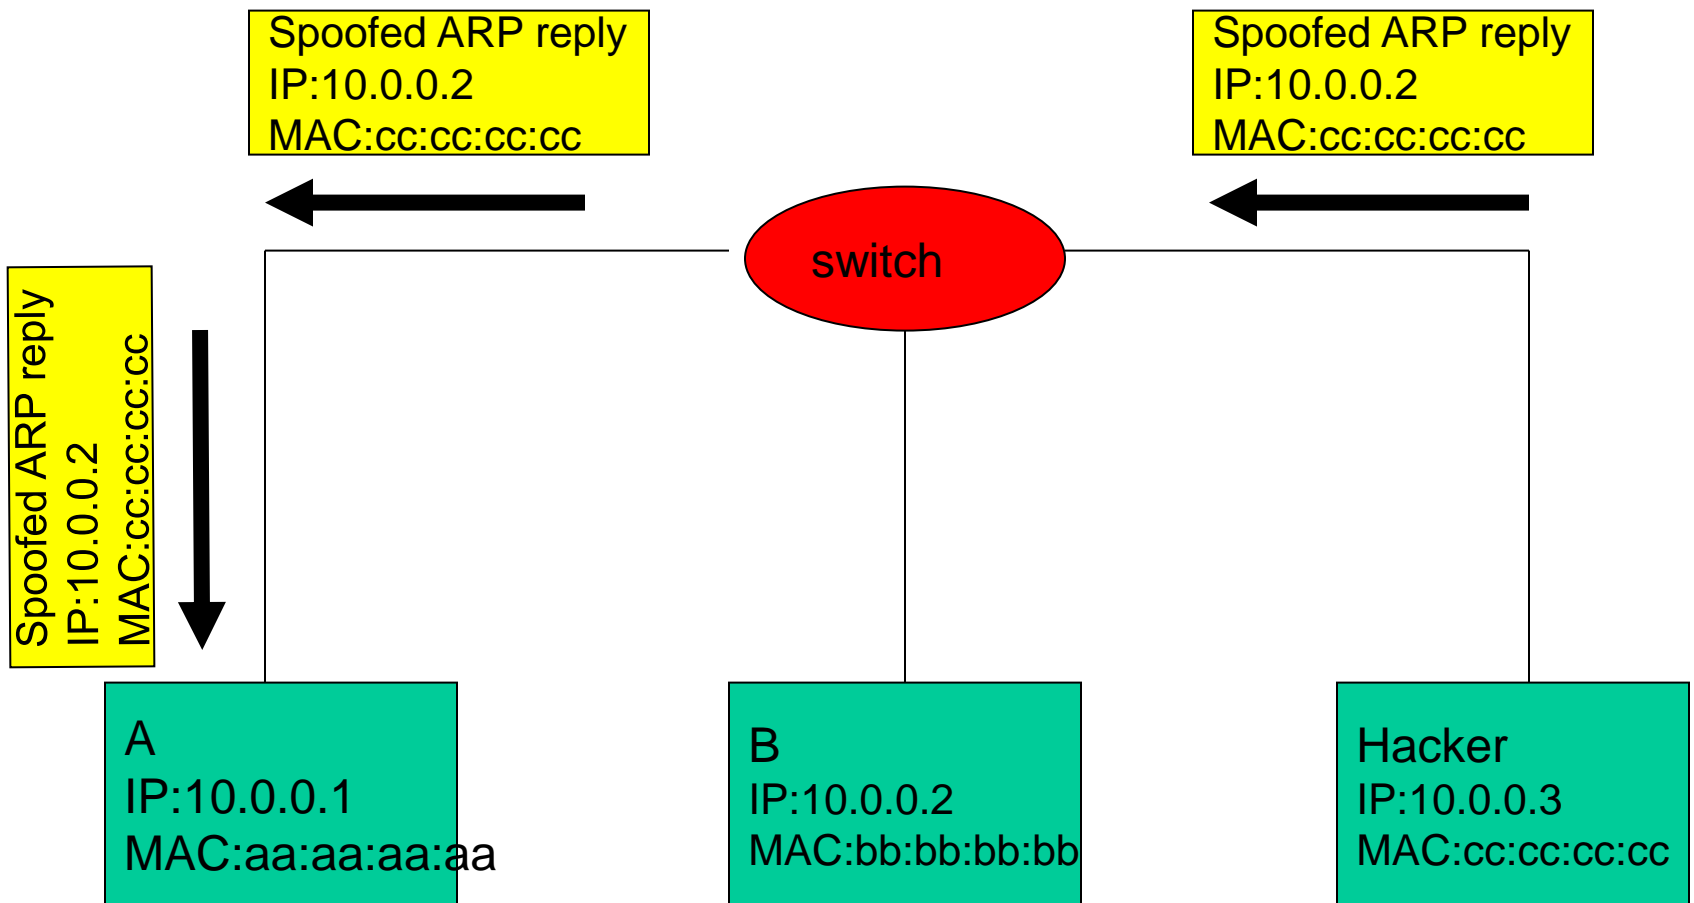 Spoofed ARP reply
IP:10.0.0.2
MAC:cc:cc:cc:cc
Spoofed ARP reply
IP:10.0.0.2
MAC:cc:cc:cc:cc
switch
Spoofed ARP reply
IP:10.0.0.2
MAC:cc:cc:cc:cc:cc
A
IP:10.0.0.1
MAC:aa:aa:aa:aa
B
IP:10.0.0.2
MAC:bb:bb:bb:bb
Hacker
IP:10.0.0.3
MAC:cc:cc:cc:cc